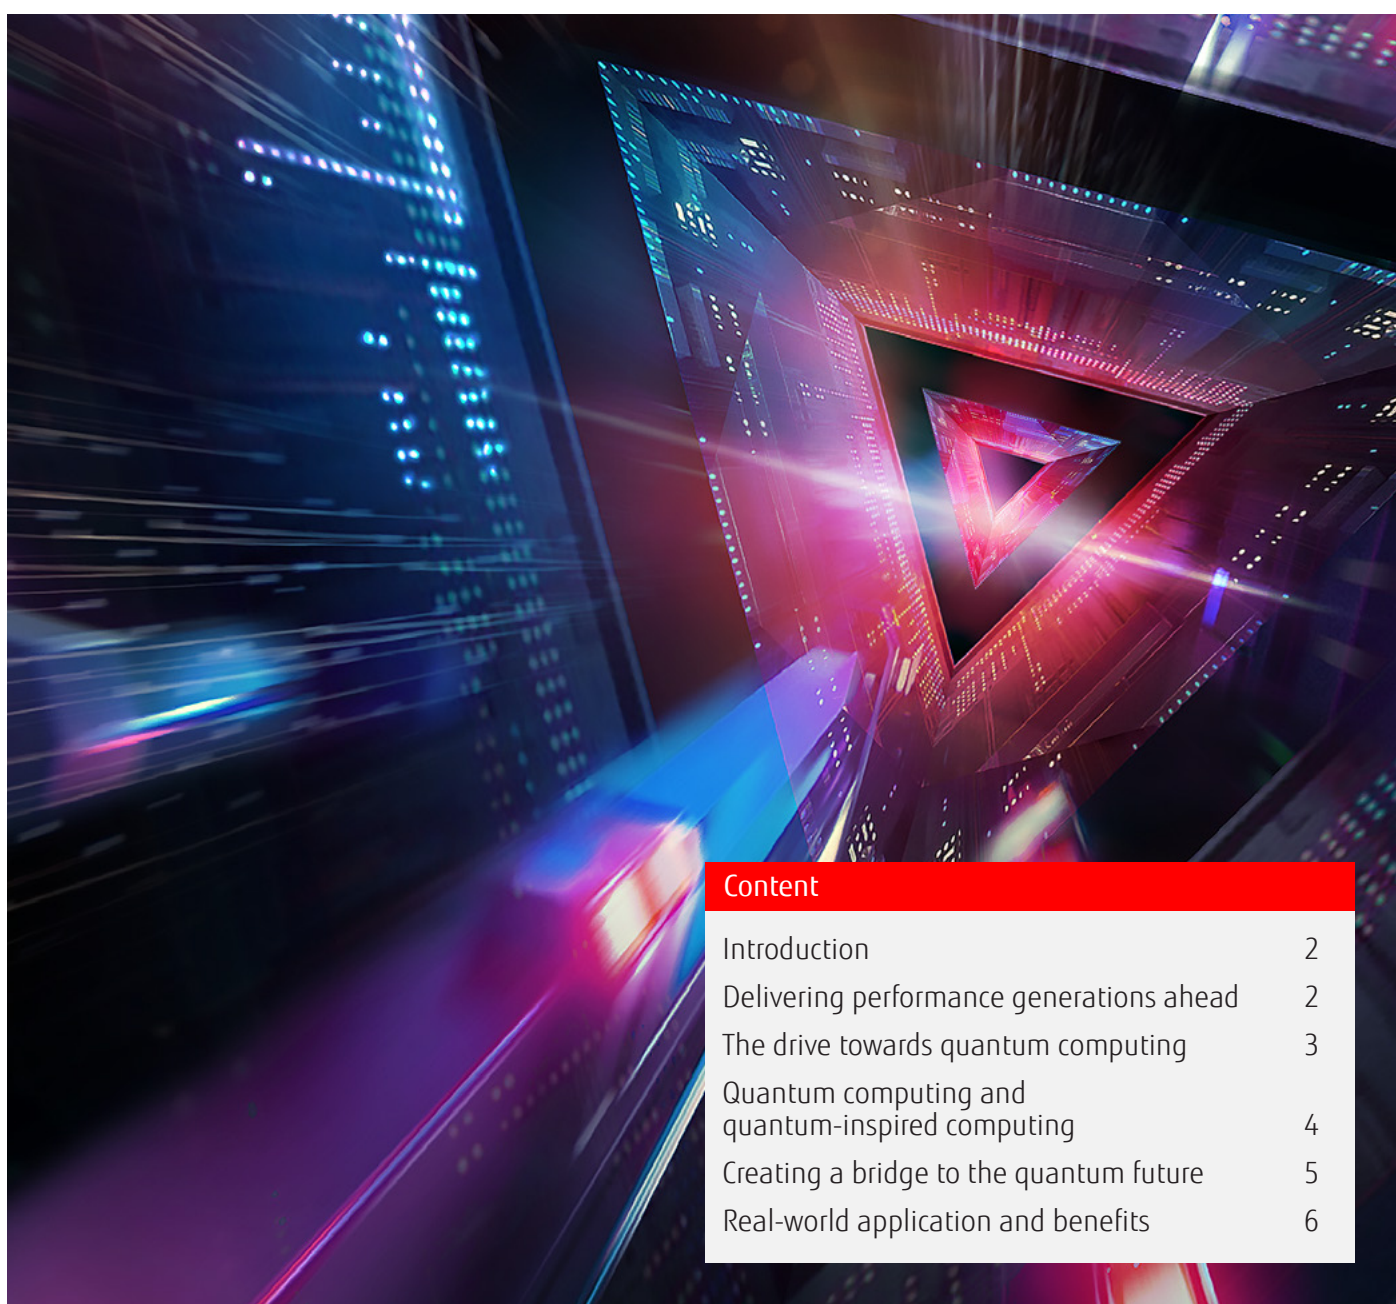 Content
Introduction 2
Delivering performance generations ahead 2
The drive towards quantum computing 3
Quantum computing and
quantum-inspired computing 4
Creating a bridge to the quantum future 5
Real-world application and benefits 6